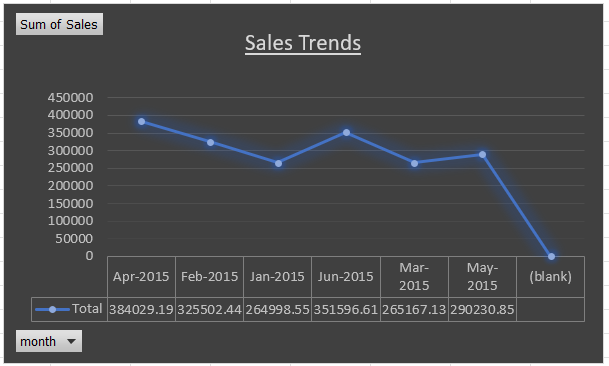 Sum of Sales
Sales Trends
450000
400000
350000
300000
250000
200000
150000
100000
50000
0
Apr-2015 Feb-2015 Jan-2015 Jun-2015 Mar-2015 May-2015 (blank)
Total 384029.19 325502.44 264998.55 351596.61 265167.13 290230.85
month